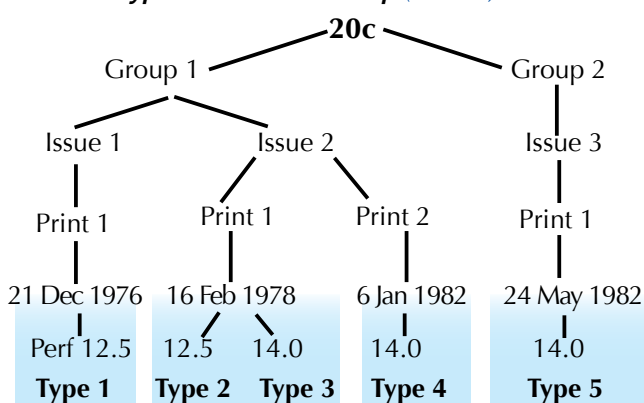 20c
Group 1 Group 2
Issue 1 Issue 2 Issue 3
Print 1 Print 1 Print 2 Print 1
21 Dec 1976 16 Feb 1978 6 Jan 1982 24 May 1982
Perf 12.5 12.5 14.0 14.0 14.0
Type 1 Type 2 Type 3 Type 4 Type 5